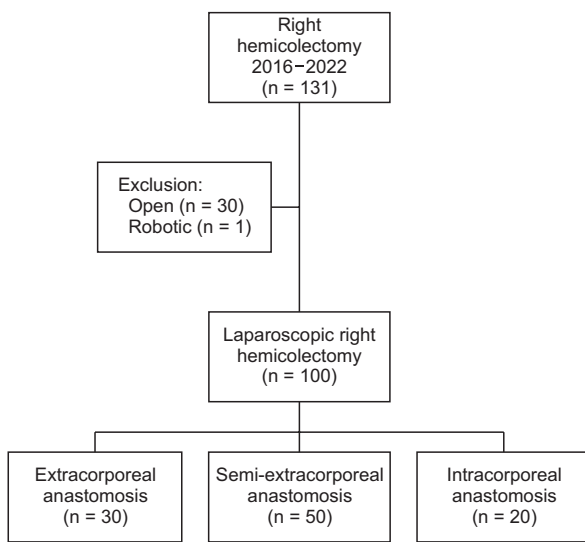 Right
hemicolectomy
2016−2022
(n = 131)
Exclusion:
Open (n = 30)
Robotic (n = 1)
Laparoscopic right
hemicolectomy
(n = 100)
Extracorporeal
anastomosis
(n = 30)
Semi-extracorporeal
anastomosis
(n = 50)
Intracorporeal
anastomosis
(n = 20)